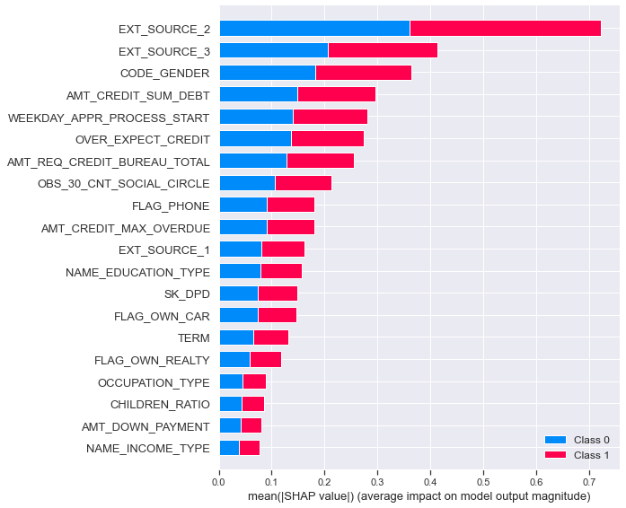 EXT_SOURCE_2
EXT_SOURCE_3
CODE_GENDER
AMT_CREDIT_SUM_DEBT
WEEKDAY_APPR_PROCESS_START
OVER_EXPECT_CREDIT
AMT_REQ_CREDIT_BUREAU_TOTAL
OBS_30_CNT_SOCIAL_CIRCLE
FLAG_PHONE
AMT_CREDIT_MAX_OVERDUE
EXT_SOURCE_1
NAME_EDUCATION_TYPE
SK_DPD
FLAG_OWN_CAR
TERM
FLAG_OWN_REALTY
OCCUPATION_TYPE
CHILDREN_RATIO
AMT_DOWN_PAYMENT
NAME_INCOME_TYPE
Class 0
Class 1
0.0 0.1 0.2 0.3 0.4 0.5 0.6 0.7
mean(|SHAP value|) (average impact on model output magnitude)